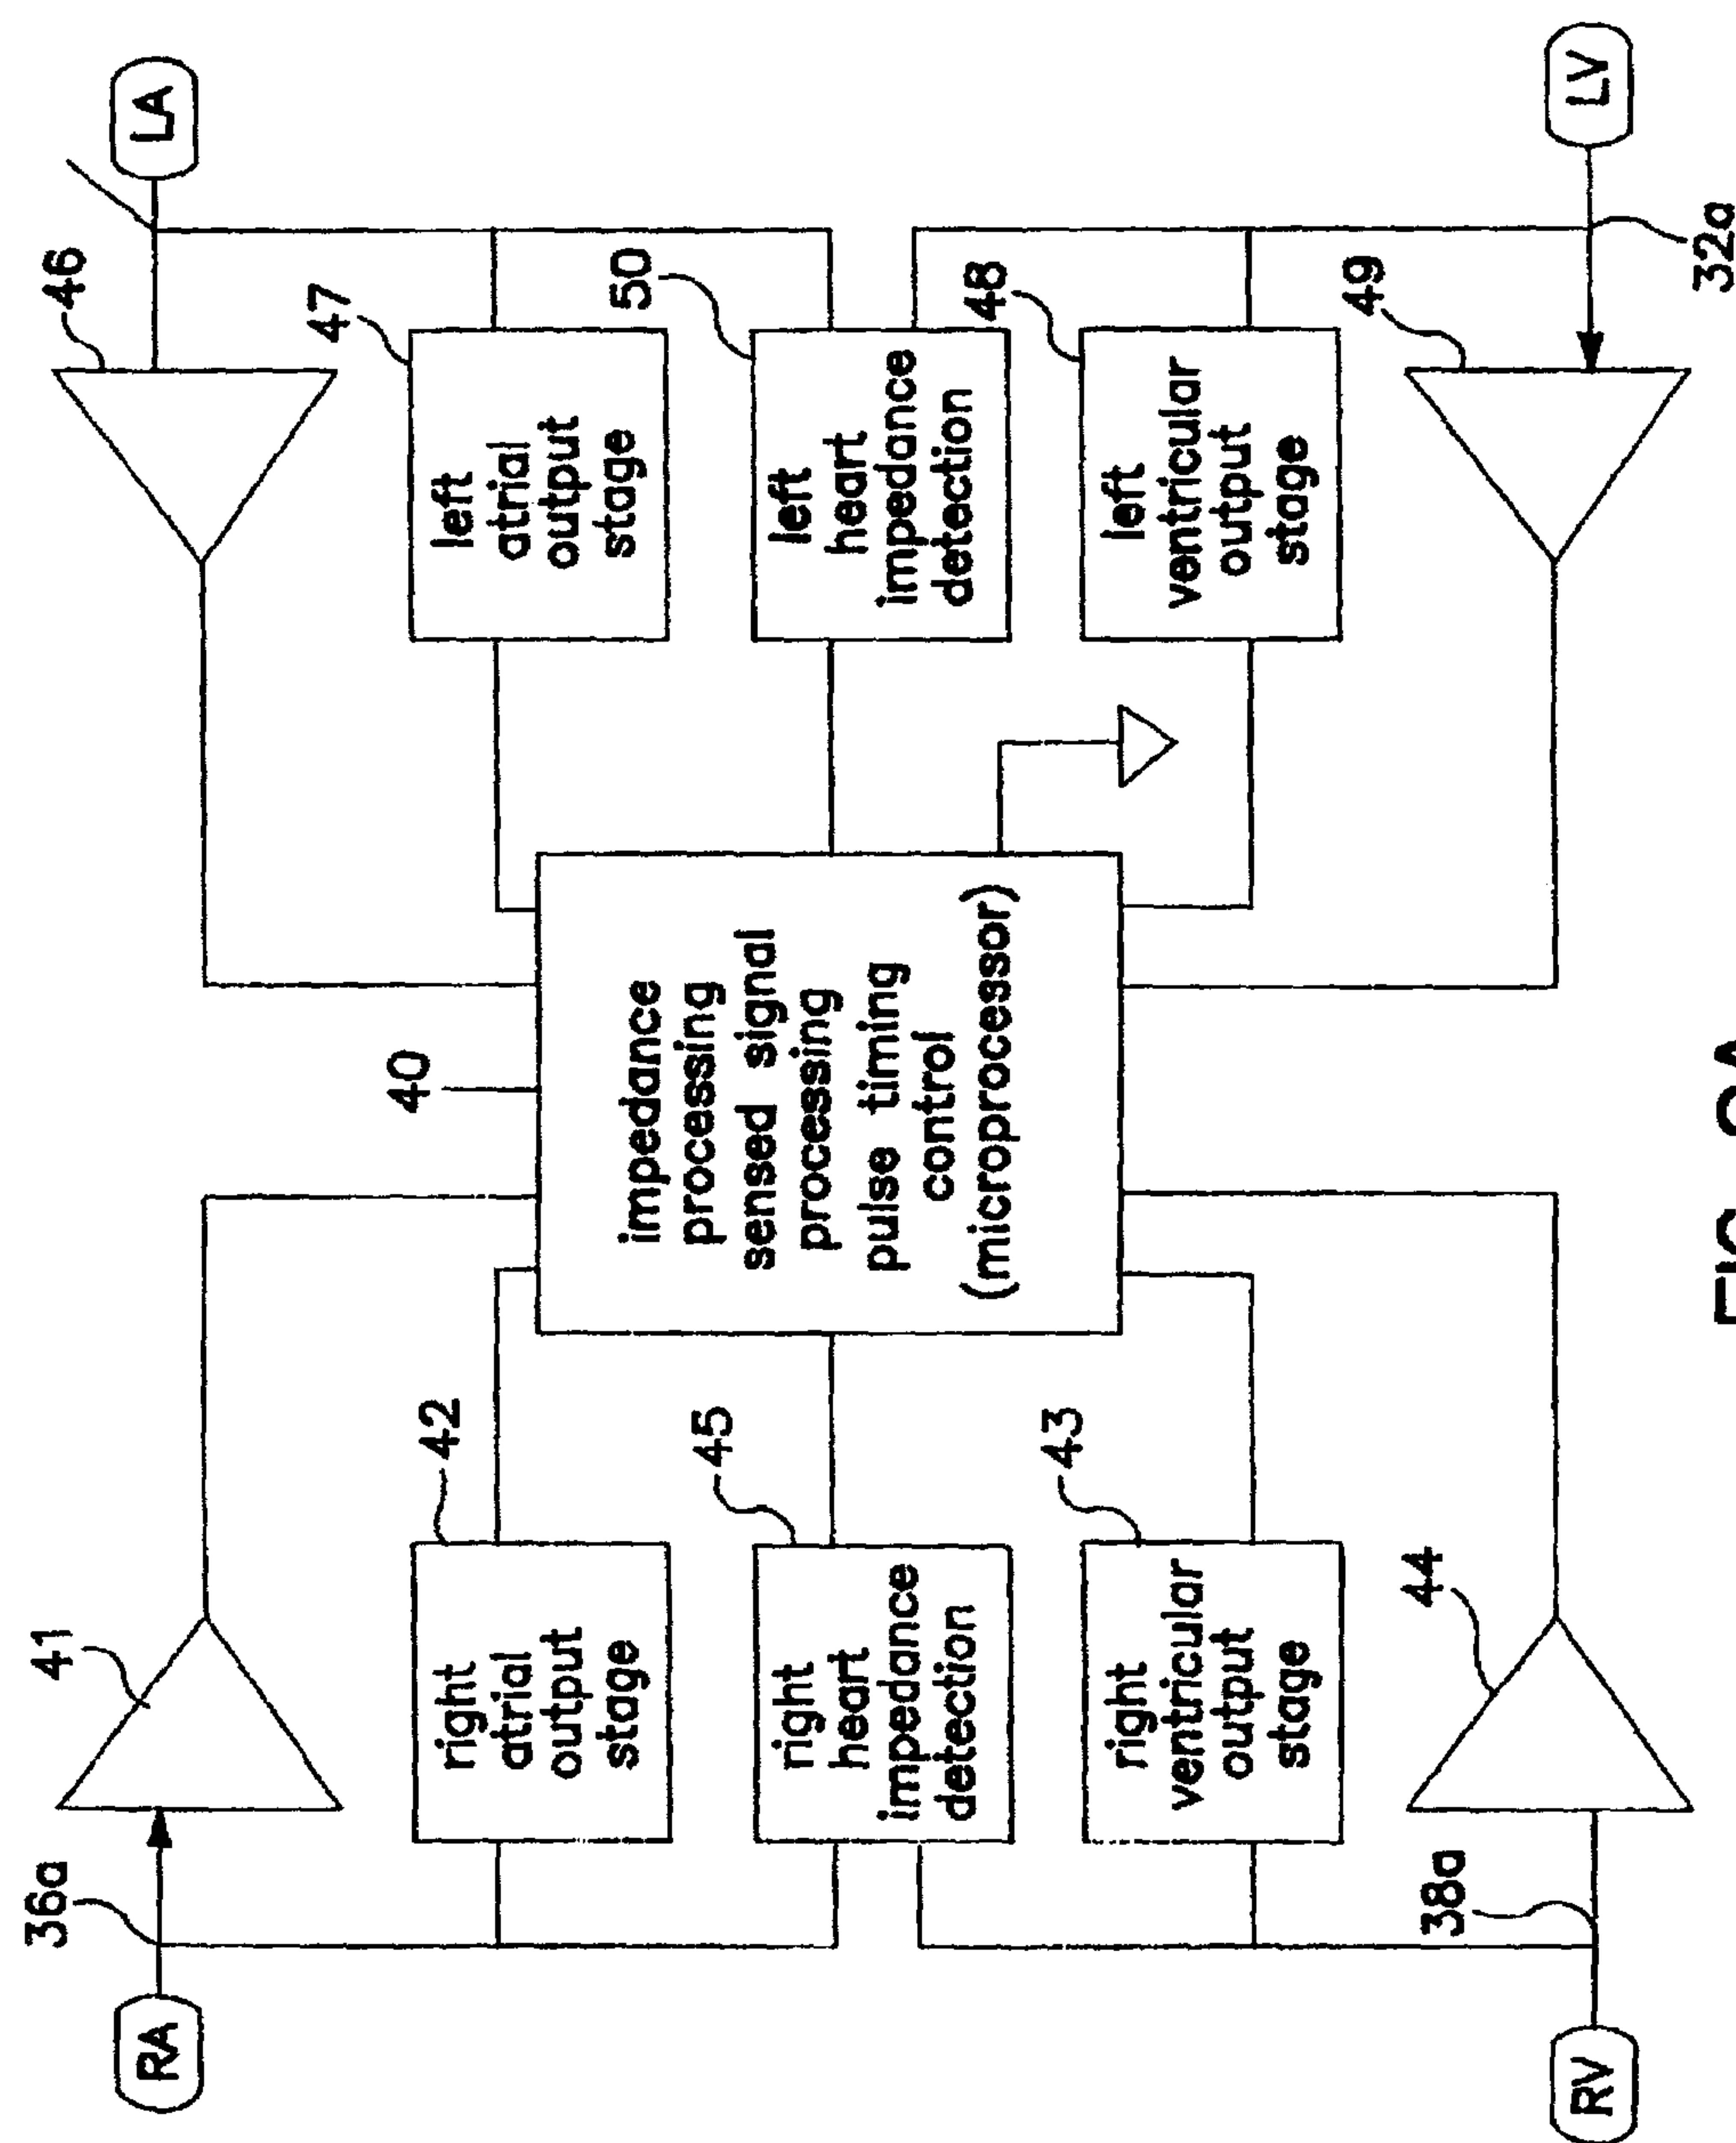 36a
41
46
RA
LA
42
40
47
right
atrial
output
stage
left
atrial
output
stage
impedance
processing
sensed signal
processing
pulse timing
control
(microprocessor)
45
50
right
heart
impedance
detection
left
heart
impedance
detection
43
48
right
ventricular
output
stage
left
ventricular
output
stage
38a
44
49
RV
LV
32a